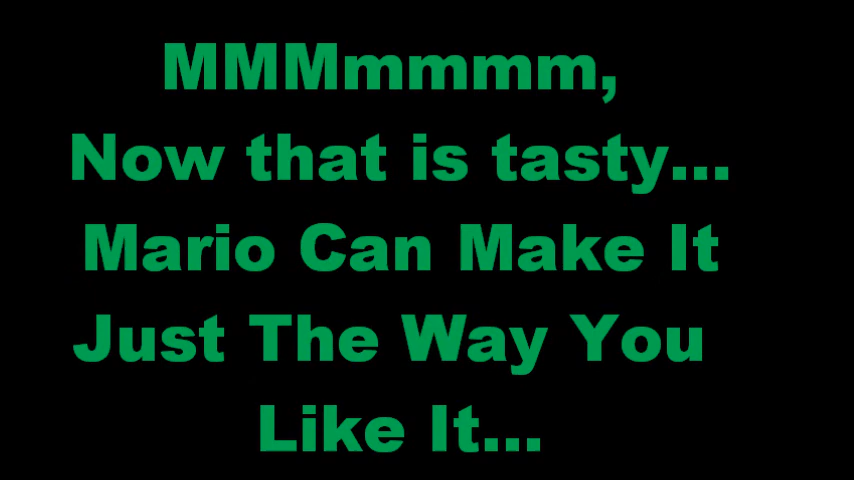 MMMmmmm,
Now that is tasty...
Mario Can Make It
Just The Way You
Like It...